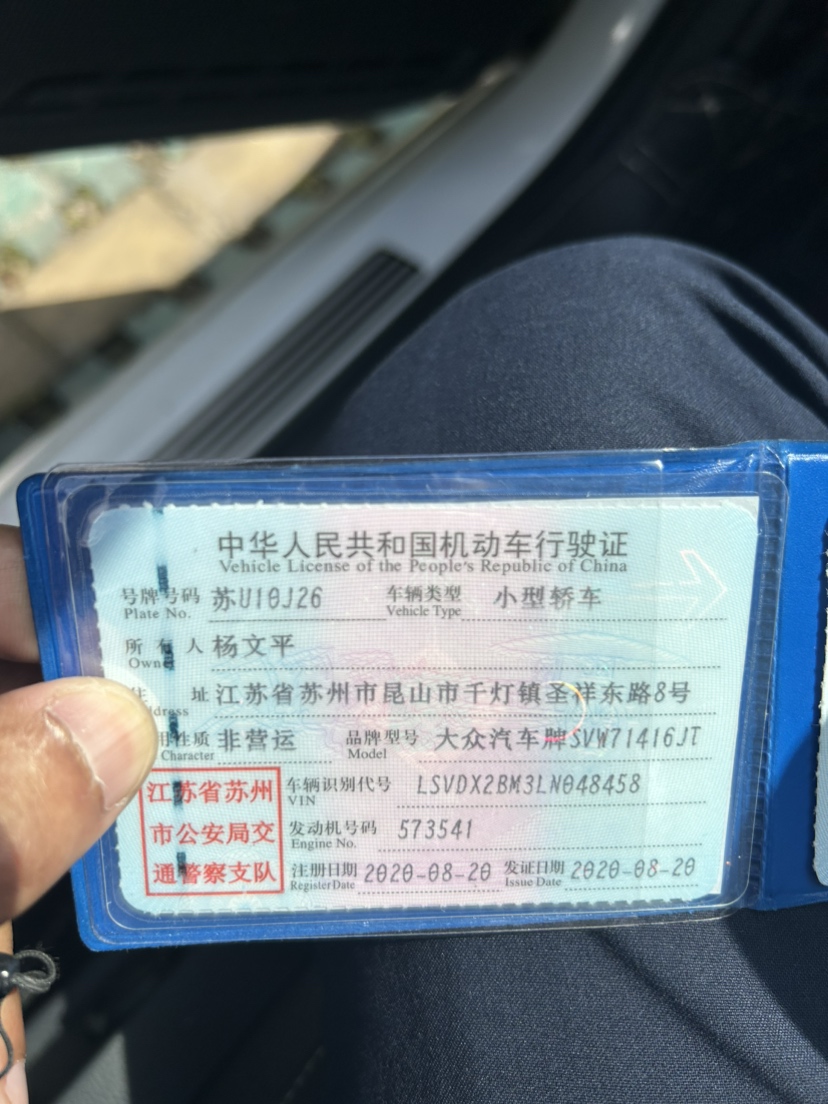 中华人民共和国机动车行驶证
Vehicle License of the People's Republic of China
号牌号码 苏U10J26 车辆类型 小型轿车
Plate No. Vehicle Type
所有人 杨文平
Owner
址 江苏省苏州市昆山市千灯镇圣祥东路8号
ddress
用性质 非营运 品牌型号 大众汽车牌SVW71416JT
Character Model
江苏省苏州 车辆识别代号 LSVDX2BM3LN048458
VIN
市公安局交 发动机号码 573541
Engine No.
通警察支队 注册日期 2020-08-20 发证日期 2020-08-20
Register Date Issue Date